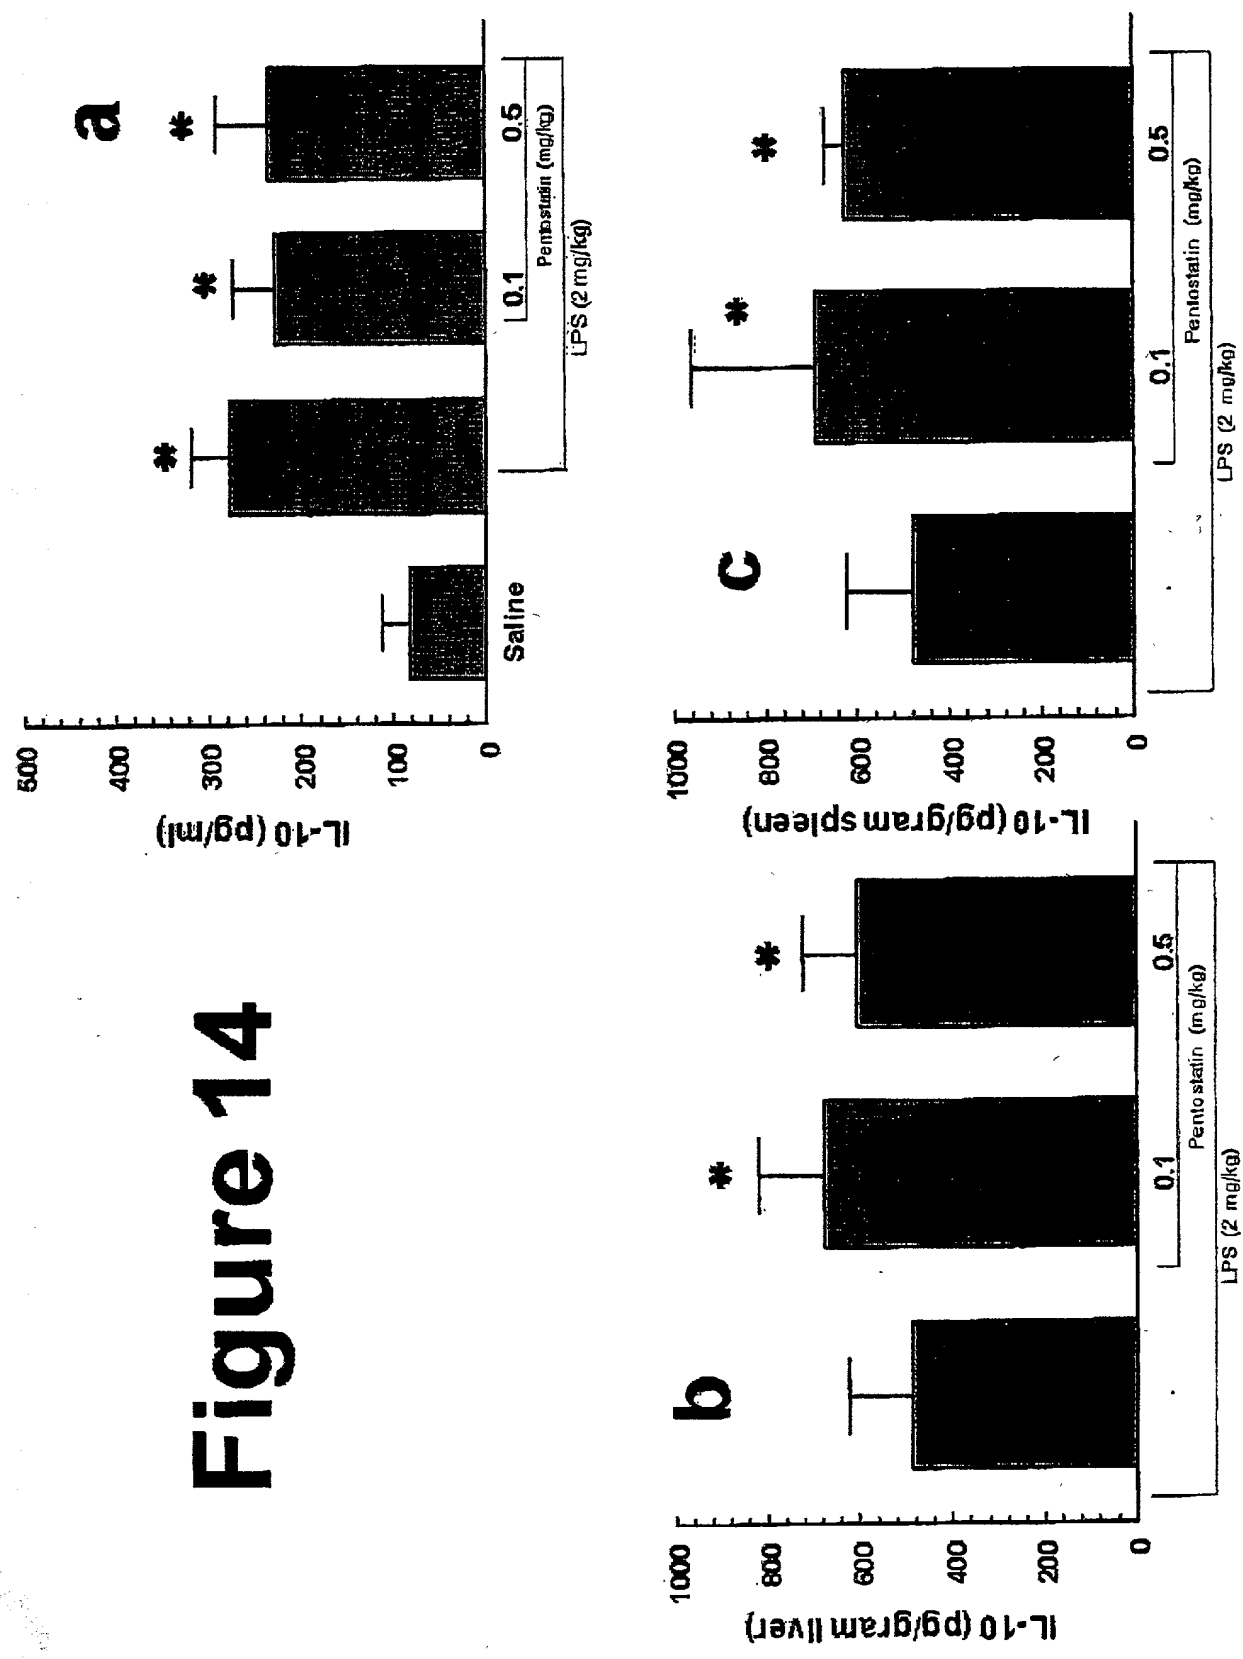 Figure 14
a
IL-10 (pg/ml)
500
400
300
200
100
0
*
*
*
Saline
0.1
0.5
Pentostatin (mg/kg)
LPS (2 mg/kg)
b
IL-10 (pg/gram liver)
1000
800
600
400
200
0
*
*
0.1
0.5
Pentostatin (mg/kg)
LPS (2 mg/kg)
c
IL-10 (pg/gram spleen)
1000
800
600
400
200
0
*
*
0.1
0.5
Pentostatin (mg/kg)
LPS (2 mg/kg)